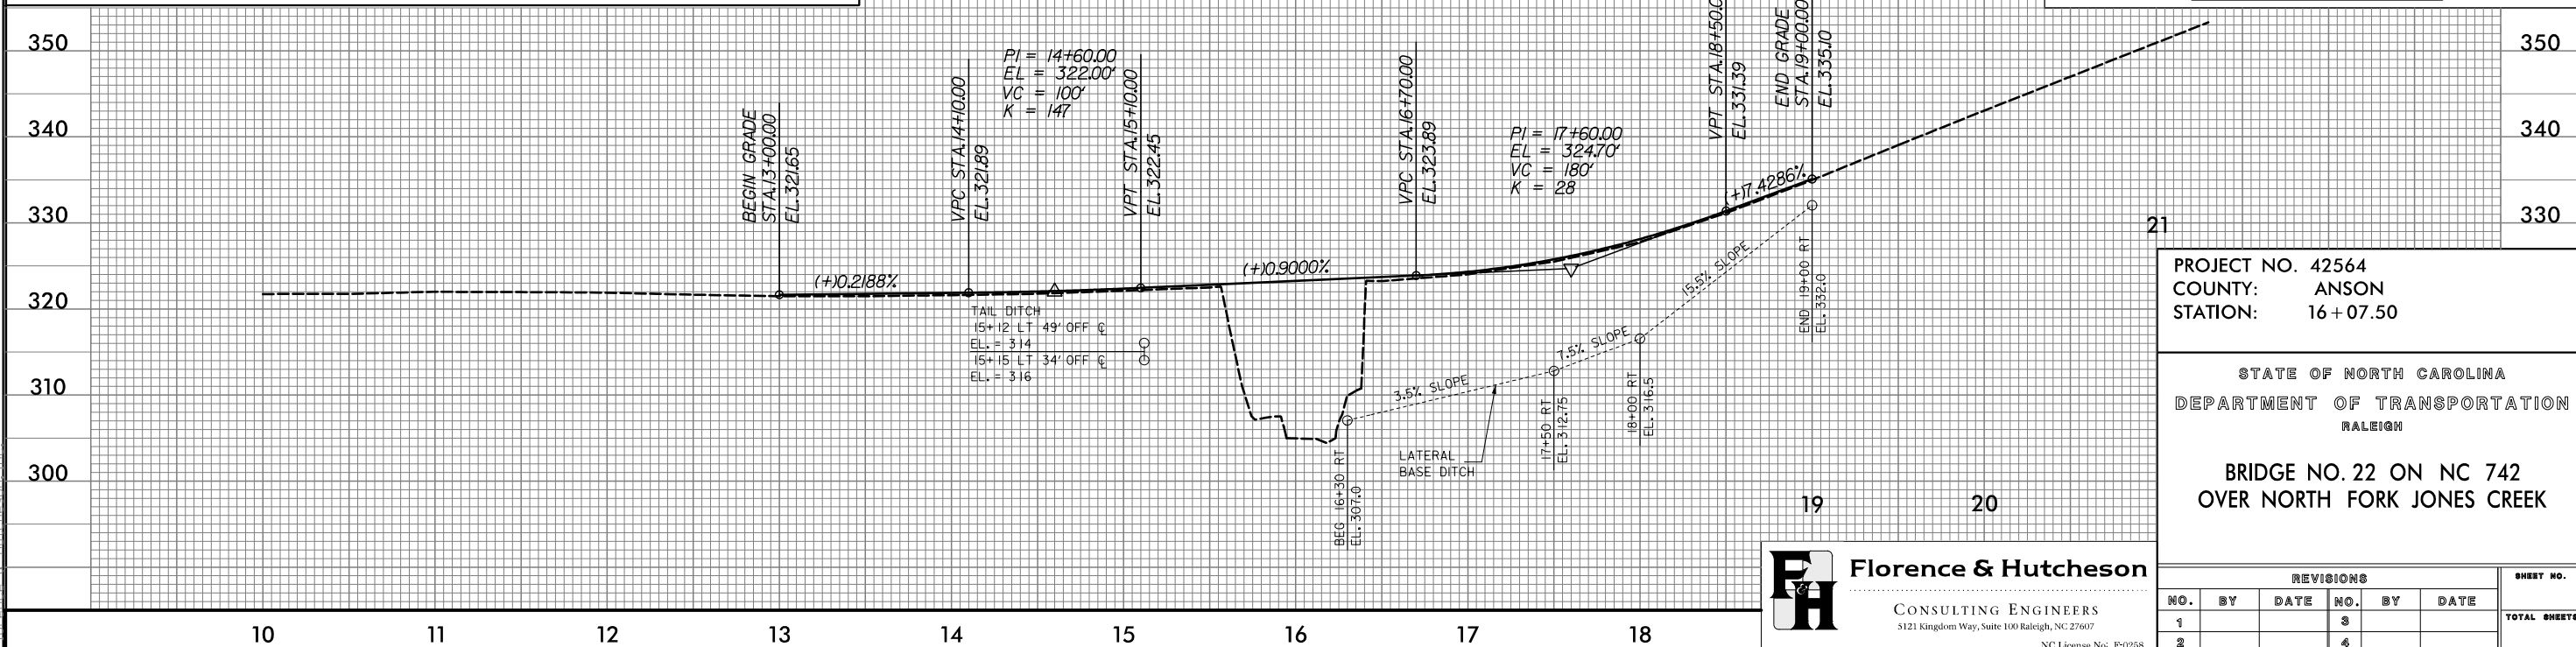 350
340
330
320
310
300
BEGIN GRADE
STA.13+00.00
EL.321.65
VPC STA.14+10.00
EL.321.89
PI = 14+60.00
EL = 322.00'
VC = 100'
K = 147
VPT STA.15+10.00
EL.322.45
VPC STA.16+70.00
EL.323.89
PI = 17+60.00
EL = 324.70'
VC = 180'
K = 28
VPT STA.18+50.0
EL.331.39
END GRADE
STA.19+00.00
EL.335.10
350
340
330
(+)0.2188%
(+)0.9000%
(+)7.4286%
TAIL DITCH
15+12 LT 49' OFF ℄
EL. = 314
15+15 LT 34' OFF ℄
EL. = 316
3.5% SLOPE
7.5% SLOPE
15.5% SLOPE
BEG 16+30 RT
EL. 307.0
LATERAL
BASE DITCH
17+50 RT
EL. 312.75
18+00 RT
EL. 316.5
END 19+00 RT
EL. 332.0
10
11
12
13
14
15
16
17
18
19
20
21
PROJECT NO. 42564
COUNTY: ANSON
STATION: 16+07.50
STATE OF NORTH CAROLINA
DEPARTMENT OF TRANSPORTATION
RALEIGH
BRIDGE NO. 22 ON NC 742
OVER NORTH FORK JONES CREEK
F&H
Florence & Hutcheson
CONSULTING ENGINEERS
5121 Kingdom Way, Suite 100 Raleigh, NC 27607
NC License No: F-0258
REVISIONS
SHEET NO.
NO. BY DATE NO. BY DATE
1 3
TOTAL SHEETS
2 4